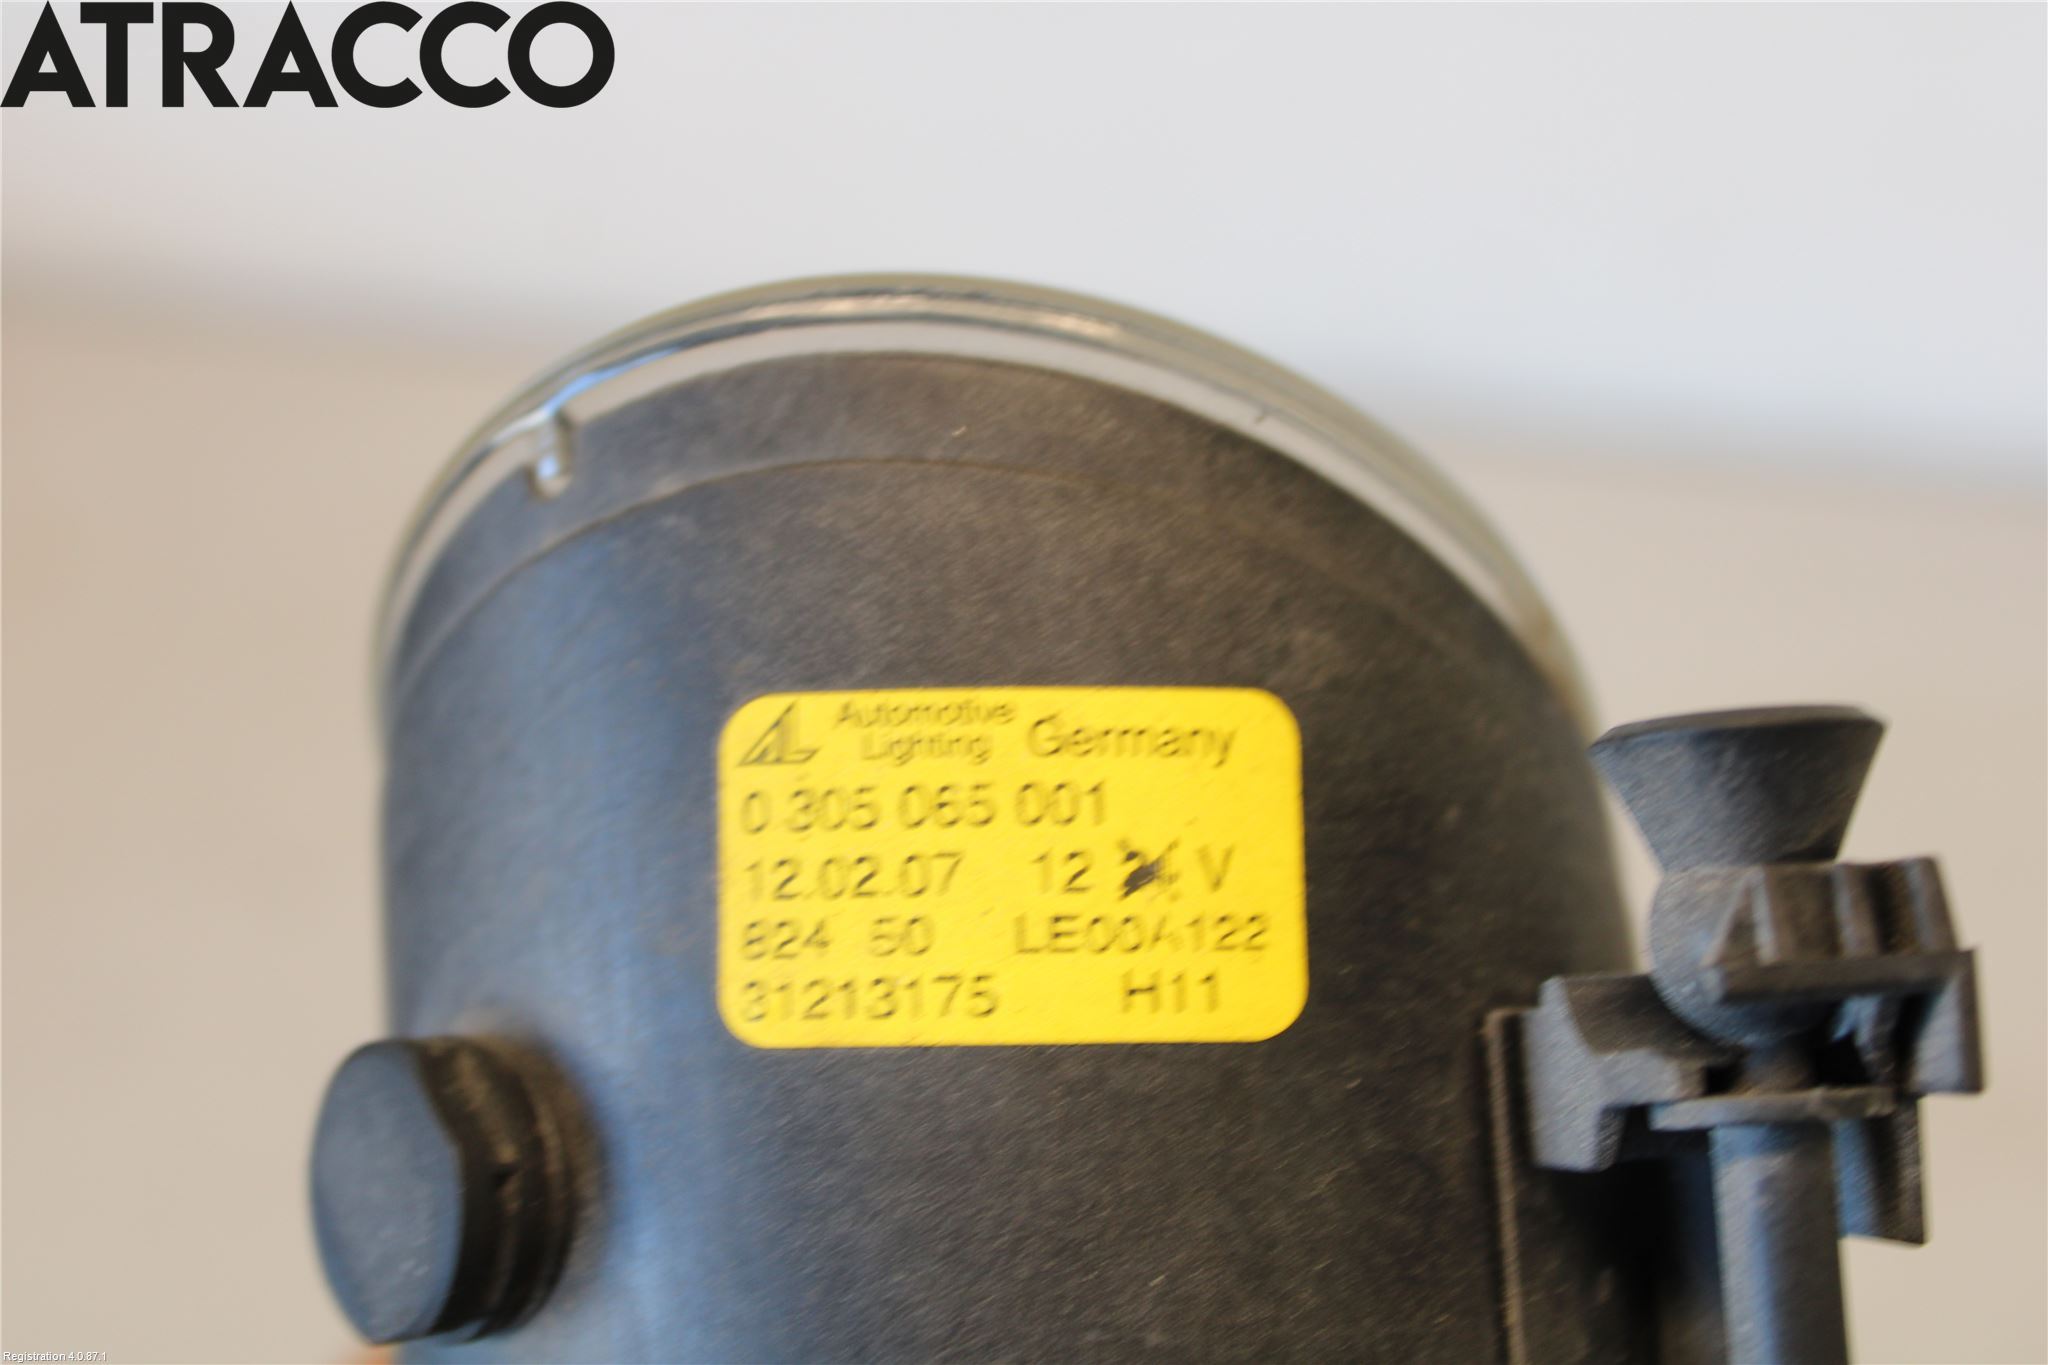 ATRACCO
AL Automotive Lighting Germany
0 305 065 001
12.02.07 12 V
824 50 LE00A122
31213175 H11
Registration 4.0.87.1